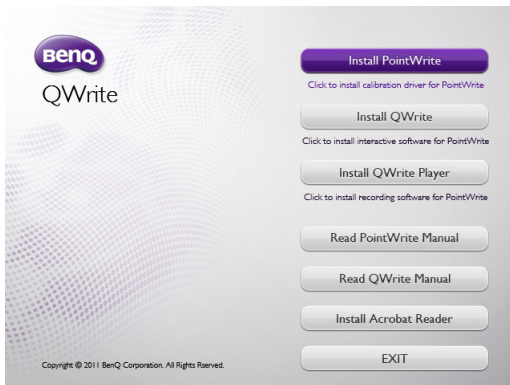 BenQ
QWrite
Install PointWrite
Click to install calibration driver for PointWrite
Install QWrite
Click to install interactive software for PointWrite
Install QWrite Player
Click to install recording software for PointWrite
Read PointWrite Manual
Read QWrite Manual
Install Acrobat Reader
EXIT
Copyright © 2011 BenQ Corporation. All Rights Rserved.